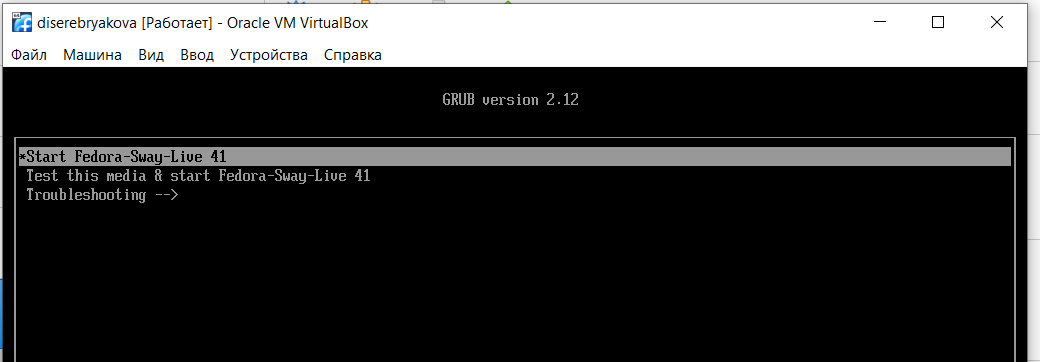 diserebryakova [Работает] - Oracle VM VirtualBox
Файл Машина Вид Ввод Устройства Справка
GRUB version 2.12
*Start Fedora-Sway-Live 41
Test this media & start Fedora-Sway-Live 41
Troubleshooting -->